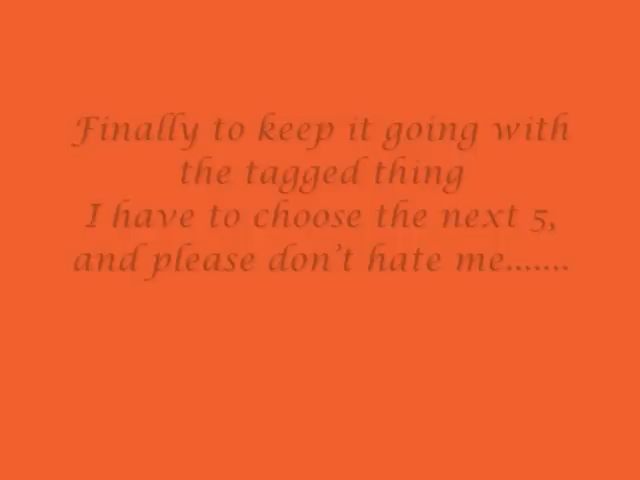 Finally to keep it going with
the tagged thing
I have to choose the next 5,
and please don't hate me.......